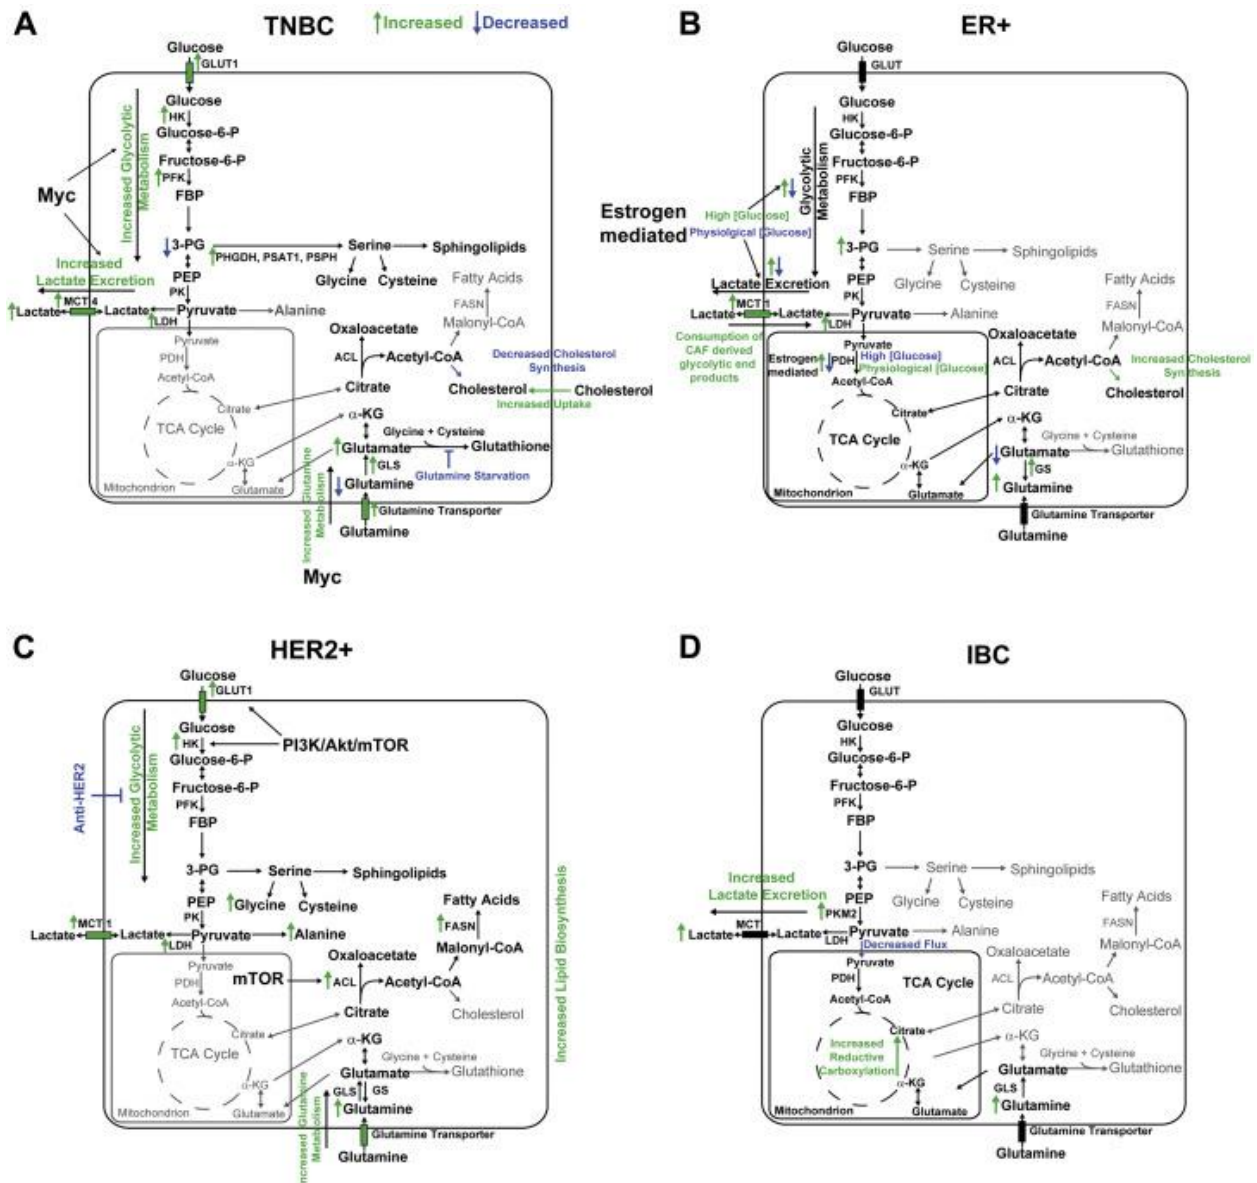 A
TNBC
Increased
Decreased
Glucose
GLUT1
Glucose
HK
Glucose-6-P
Fructose-6-P
PFK
FBP
Increased Glycolytic
Metabolism
Myc
3-PG
PHGDH, PSAT1, PSPH
Serine
Sphingolipids
Glycine
Cysteine
PEP
PK
Increased
Lactate Excretion
MCT 4
Lactate
Lactate
LDH
Pyruvate
Alanine
Fatty Acids
FASN
Malonyl-CoA
Oxaloacetate
ACL
Acetyl-CoA
Citrate
Decreased Cholesterol
Synthesis
Cholesterol
Cholesterol
Increased Uptake
Pyruvate
PDH
Acetyl-CoA
Citrate
TCA Cycle
α-KG
Glutamate
Mitochondrion
α-KG
Glycine + Cysteine
Glutamate
Glutathione
GLS
Glutamine Starvation
Glutamine
Increased Glutamine
Metabolism
Glutamine Transporter
Glutamine
Myc
B
ER+
Glucose
GLUT
Glucose
HK
Glucose-6-P
Fructose-6-P
PFK
FBP
Glycolytic
Metabolism
Estrogen
mediated
High [Glucose]
Physiolgical [Glucose]
3-PG
Serine
Sphingolipids
Glycine
Cysteine
PEP
PK
Lactate Excretion
MCT 1
Lactate
Lactate
LDH
Pyruvate
Alanine
Fatty Acids
FASN
Malonyl-CoA
Consumption of
CAF derived
glycolytic end
products
Oxaloacetate
ACL
Acetyl-CoA
Citrate
Increased Cholesterol
Synthesis
Cholesterol
Pyruvate
Estrogen
mediated
PDH
High [Glucose]
Physiological [Glucose]
Acetyl-CoA
Citrate
TCA Cycle
α-KG
Glutamate
Mitochondrion
α-KG
Glycine + Cysteine
Glutamate
Glutathione
GS
Glutamine
Glutamine Transporter
Glutamine
C
HER2+
Glucose
GLUT1
Glucose
HK
PI3K/Akt/mTOR
Glucose-6-P
Fructose-6-P
PFK
FBP
Anti-HER2
Increased Glycolytic
Metabolism
3-PG
Serine
Sphingolipids
Glycine
Cysteine
PEP
PK
MCT 1
Lactate
Lactate
LDH
Pyruvate
Alanine
Fatty Acids
FASN
Malonyl-CoA
Increased Lipid Biosynthesis
Oxaloacetate
mTOR
ACL
Acetyl-CoA
Citrate
Cholesterol
Pyruvate
PDH
Acetyl-CoA
Citrate
TCA Cycle
α-KG
Glutamate
Mitochondrion
α-KG
Glycine + Cysteine
Glutamate
Glutathione
GLS
GS
Glutamine
ncreased Glutamine
Metabolism
Glutamine Transporter
Glutamine
D
IBC
Glucose
GLUT
Glucose
HK
Glucose-6-P
Fructose-6-P
PFK
FBP
3-PG
Serine
Sphingolipids
Glycine
Cysteine
PEP
PKM2
Increased
Lactate Excretion
MCT
Lactate
Lactate
LDH
Pyruvate
Alanine
Fatty Acids
FASN
Malonyl-CoA
Decreased Flux
Oxaloacetate
ACL
Acetyl-CoA
Citrate
Cholesterol
Pyruvate
PDH
Acetyl-CoA
TCA Cycle
Citrate
Increased
Reductive
Carboxylation
α-KG
Glutamate
Mitochondrion
α-KG
Glycine + Cysteine
Glutamate
Glutathione
GLS
Glutamine
Glutamine Transporter
Glutamine